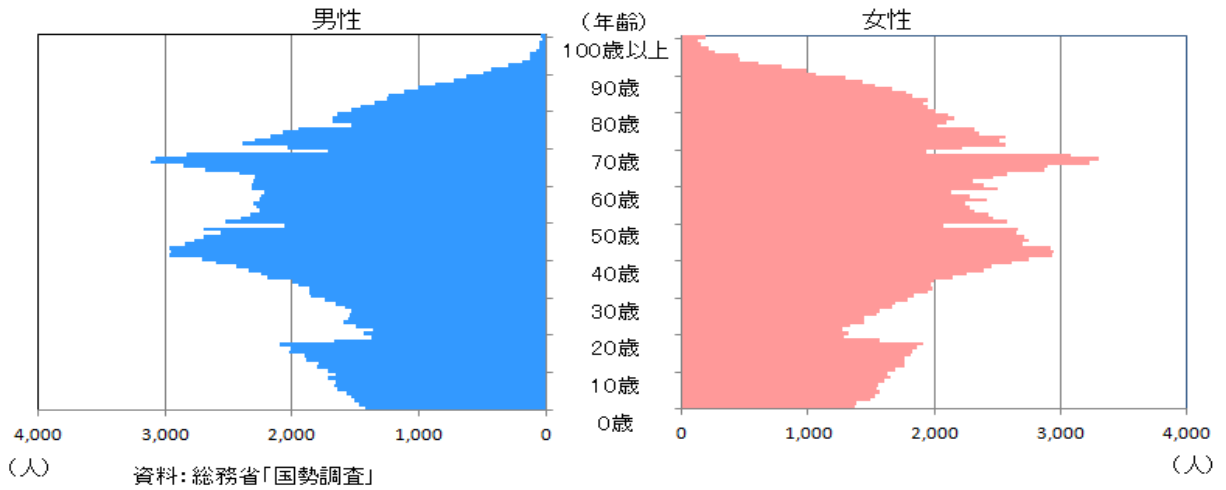 男性
(年齢)
女性
100歳以上
90歳
80歳
70歳
60歳
50歳
40歳
30歳
20歳
10歳
0歳
4,000 3,000 2,000 1,000 0
0 1,000 2,000 3,000 4,000
(人)
(人)
資料:総務省「国勢調査」